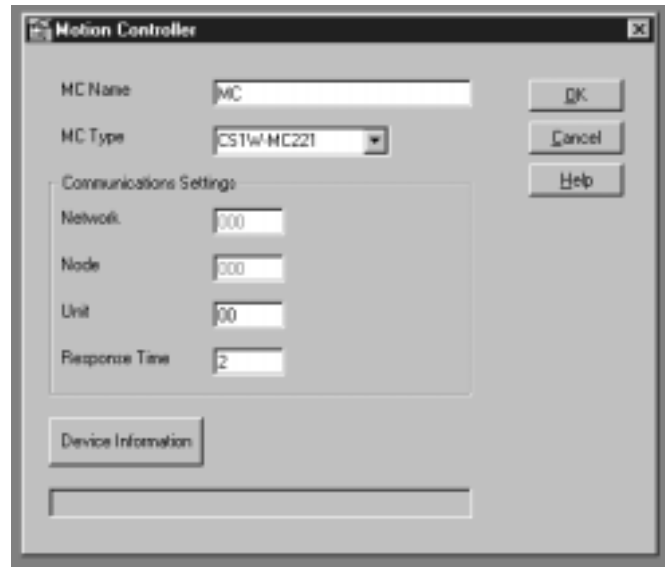 Motion Controller
MC Name
MC
OK
MC Type
CS1W-MC221
Cancel
Help
Communications Settings
Network
000
Node
000
Unit
00
Response Time
2
Device Information